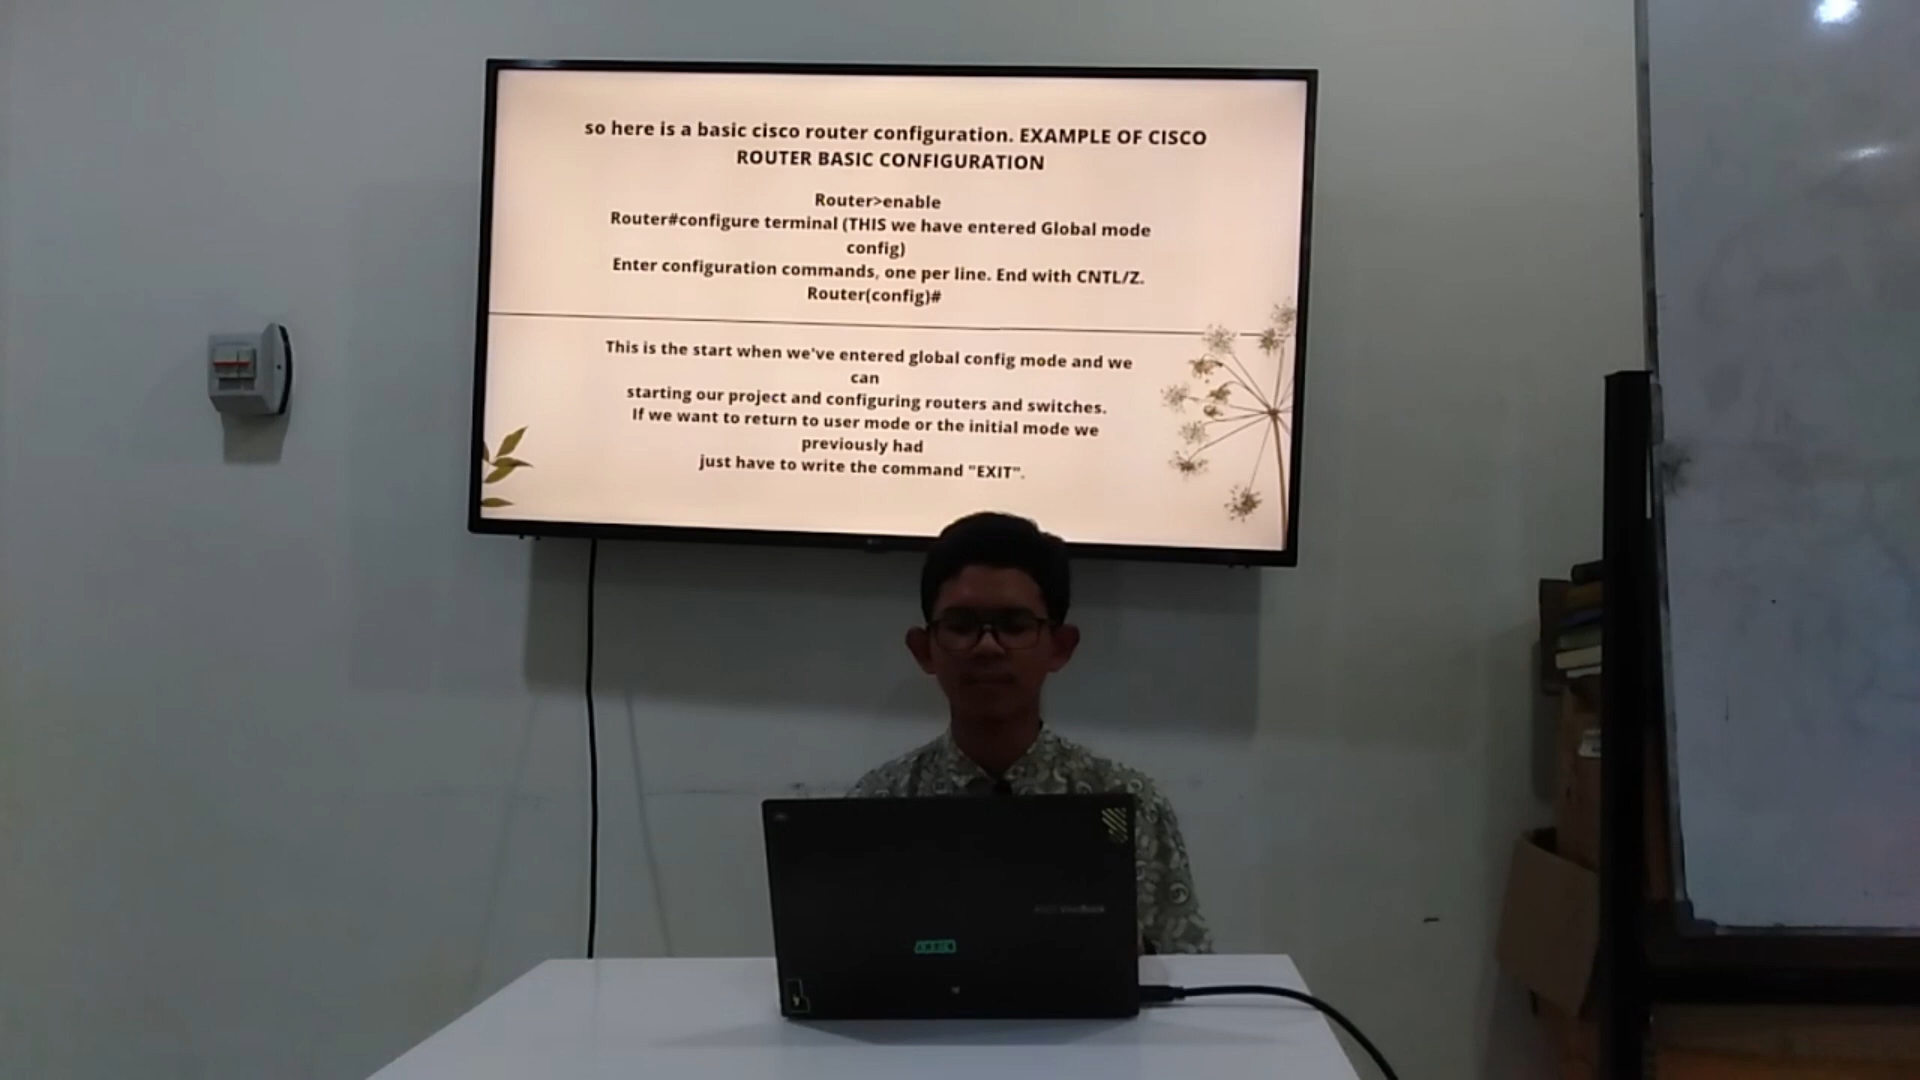 so here is a basic cisco router configuration. EXAMPLE OF CISCO
ROUTER BASIC CONFIGURATION
Router>enable
Router#configure terminal (THIS we have entered Global mode
config)
Enter configuration commands, one per line. End with CNTL/Z.
Router(config)#
This is the start when we've entered global config mode and we
can
starting our project and configuring routers and switches.
If we want to return to user mode or the initial mode we
previously had
just have to write the command "EXIT".